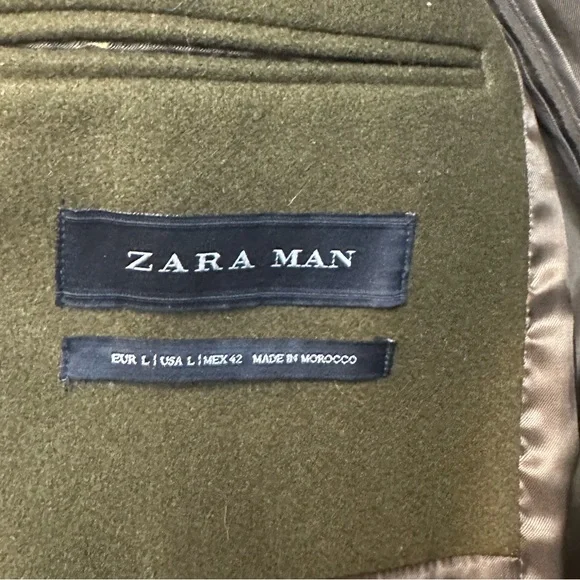 ZARA MAN
EUR L | USA L | MEX 42 MADE IN MOROCCO